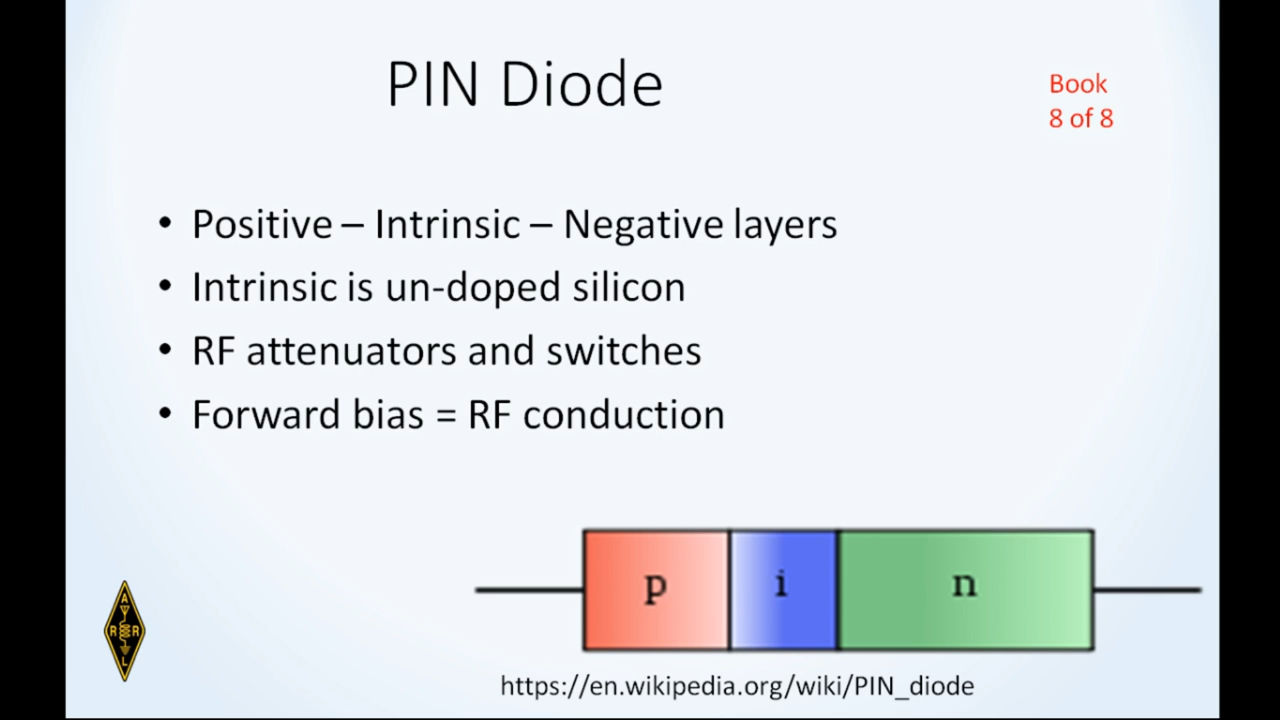 PIN Diode
Book
8 of 8
• Positive – Intrinsic – Negative layers
• Intrinsic is un-doped silicon
• RF attenuators and switches
• Forward bias = RF conduction
p i n
A
R R
L
https://en.wikipedia.org/wiki/PIN_diode